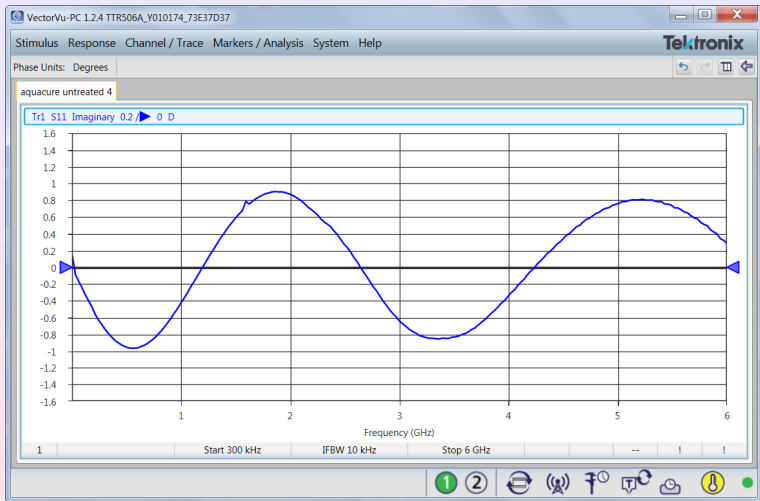 VectorVu-PC 1.2.4 TTR506A_Y010174_73E37D37
Stimulus Response Channel / Trace Markers / Analysis System Help
Tektronix
Phase Units: Degrees
aquacure untreated 4
Tr1 S11 Imaginary 0.2 / 0 D
1.6
1.4
1.2
1
0.8
0.6
0.4
0.2
0
-0.2
-0.4
-0.6
-0.8
-1
-1.2
-1.4
-1.6
1 2 3 4 5 6
Frequency (GHz)
1 Start 300 kHz IFBW 10 kHz Stop 6 GHz -- ! !
1 2 T